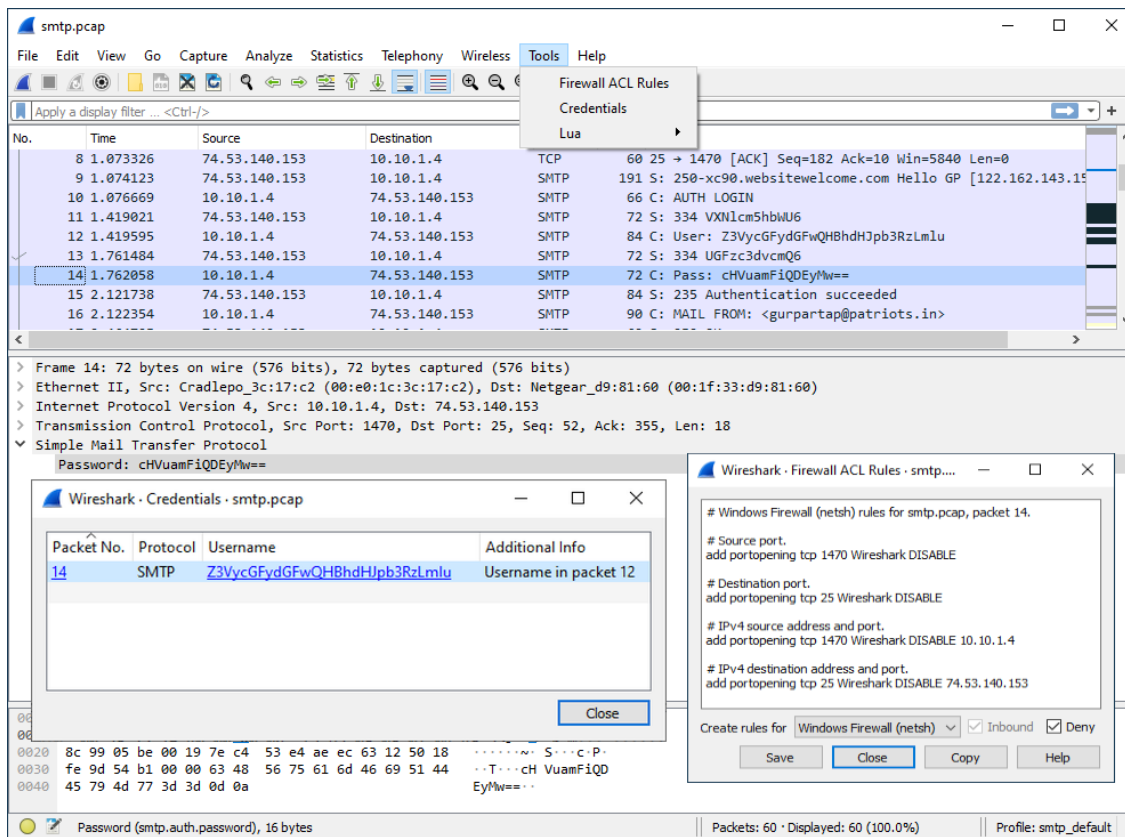 smtp.pcap
File Edit View Go Capture Analyze Statistics Telephony Wireless Tools Help
Firewall ACL Rules
Credentials
Lua
Apply a display filter ... <Ctrl-/>
No. Time Source Destination
8 1.073326 74.53.140.153 10.10.1.4 TCP 60 25 → 1470 [ACK] Seq=182 Ack=10 Win=5840 Len=0
9 1.074123 74.53.140.153 10.10.1.4 SMTP 191 S: 250-xc90.websitewelcome.com Hello GP [122.162.143.15
10 1.076669 10.10.1.4 74.53.140.153 SMTP 66 C: AUTH LOGIN
11 1.419021 74.53.140.153 10.10.1.4 SMTP 72 S: 334 VXNlcm5hbWU6
12 1.419595 10.10.1.4 74.53.140.153 SMTP 84 C: User: Z3VycGFydGFwQHBhdHJpb3RzLmlu
13 1.761484 74.53.140.153 10.10.1.4 SMTP 72 S: 334 UGFzc3dvcmQ6
14 1.762058 10.10.1.4 74.53.140.153 SMTP 72 C: Pass: cHVuamFiQDEyMw==
15 2.121738 74.53.140.153 10.10.1.4 SMTP 84 S: 235 Authentication succeeded
16 2.122354 10.10.1.4 74.53.140.153 SMTP 90 C: MAIL FROM: <gurpartap@patriots.in>
Frame 14: 72 bytes on wire (576 bits), 72 bytes captured (576 bits)
Ethernet II, Src: Cradlepo_3c:17:c2 (00:e0:1c:3c:17:c2), Dst: Netgear_d9:81:60 (00:1f:33:d9:81:60)
Internet Protocol Version 4, Src: 10.10.1.4, Dst: 74.53.140.153
Transmission Control Protocol, Src Port: 1470, Dst Port: 25, Seq: 52, Ack: 355, Len: 18
Simple Mail Transfer Protocol
Password: cHVuamFiQDEyMw==
Wireshark · Credentials · smtp.pcap
Packet No. Protocol Username Additional Info
14 SMTP Z3VycGFydGFwQHBhdHJpb3RzLmlu Username in packet 12
Close
Wireshark · Firewall ACL Rules · smtp....
# Windows Firewall (netsh) rules for smtp.pcap, packet 14.
# Source port.
add portopening tcp 1470 Wireshark DISABLE
# Destination port.
add portopening tcp 25 Wireshark DISABLE
# IPv4 source address and port.
add portopening tcp 1470 Wireshark DISABLE 10.10.1.4
# IPv4 destination address and port.
add portopening tcp 25 Wireshark DISABLE 74.53.140.153
Create rules for Windows Firewall (netsh) Inbound Deny
Save Close Copy Help
0020 8c 99 05 be 00 19 7e c4 53 e4 ae ec 63 12 50 18 ······~· S···c·P·
0030 fe 9d 54 b1 00 00 63 48 56 75 61 6d 46 69 51 44 ··T···cH VuamFiQD
0040 45 79 4d 77 3d 3d 0d 0a EyMw==··
Password (smtp.auth.password), 16 bytes
Packets: 60 · Displayed: 60 (100.0%)
Profile: smtp_default